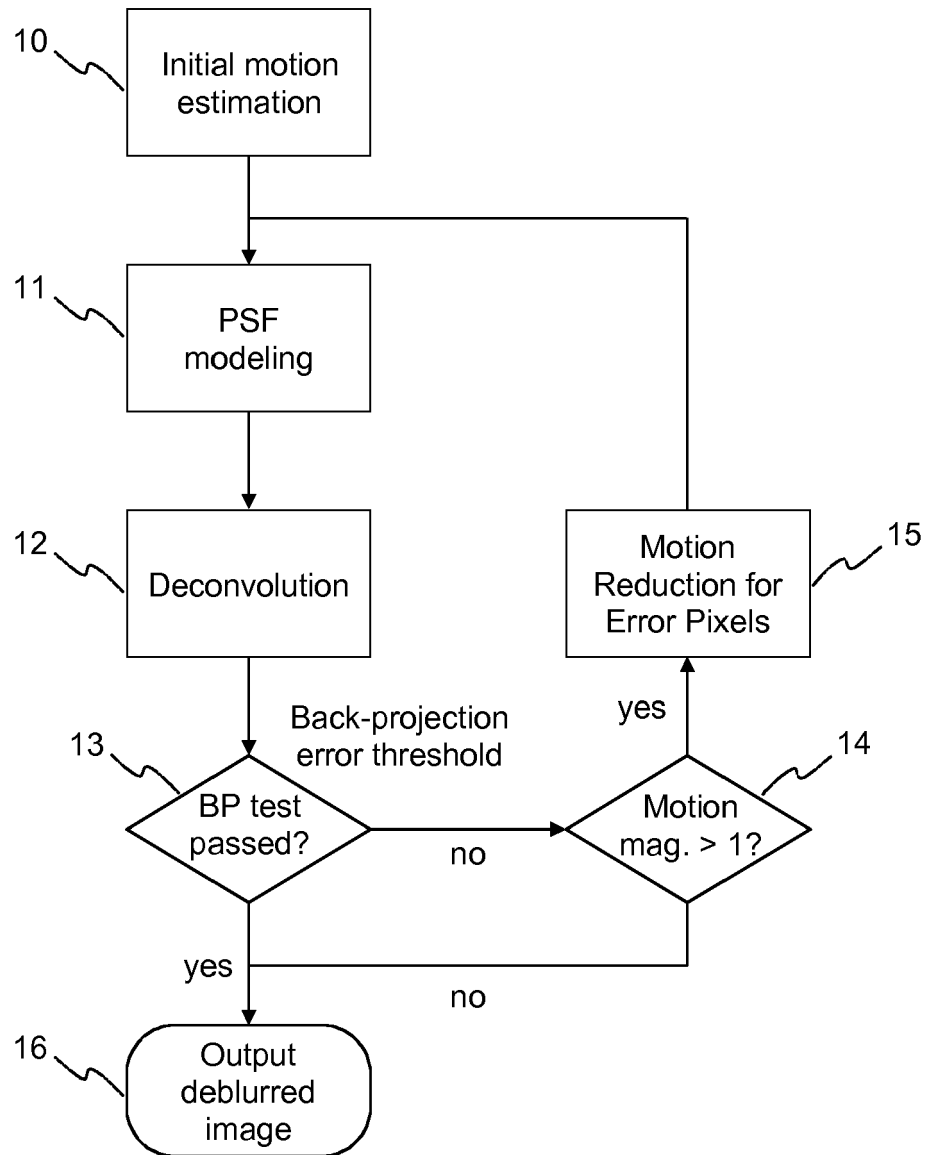 10
Initial motion
estimation
11
PSF
modeling
12
Deconvolution
Motion
Reduction for
Error Pixels
15
yes
Back-projection
error threshold
13
BP test
passed?
no
Motion
mag. > 1?
14
yes
no
16
Output
deblurred
image